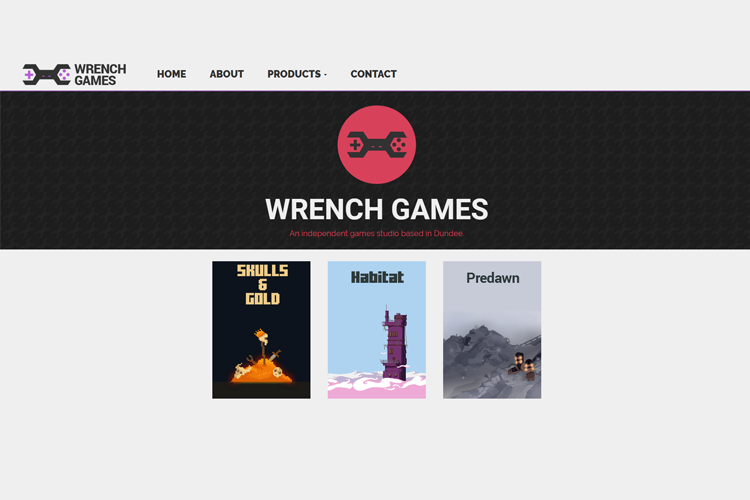 WRENCH
GAMES
HOME ABOUT PRODUCTS CONTACT
WRENCH GAMES
An independent games studio based in Dundee.
SKULLS
&
GOLD
Habitat
Predawn